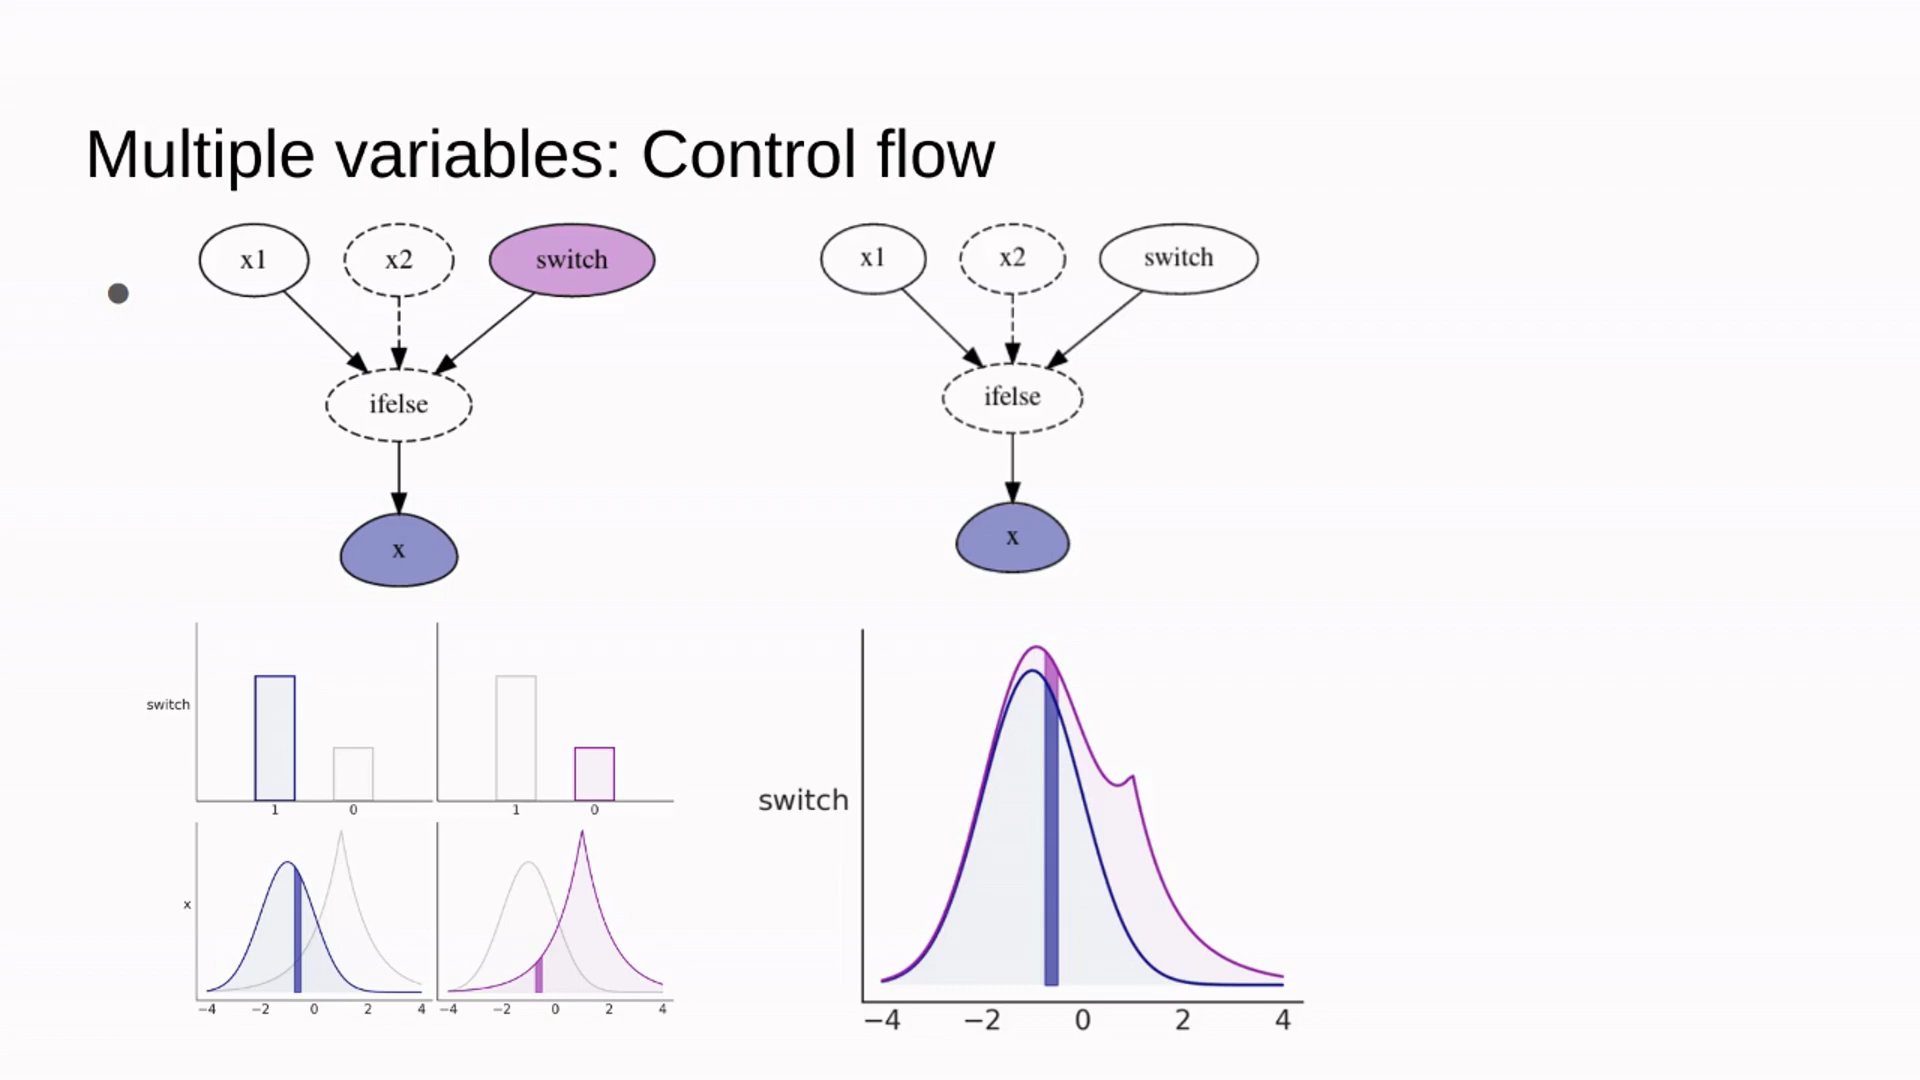 Multiple variables: Control flow
x1 x2 switch
ifelse
x
x1 x2 switch
ifelse
x
switch
1 0
1 0
x
−4 −2 0 2 4
−4 −2 0 2 4
switch
−4 −2 0 2 4